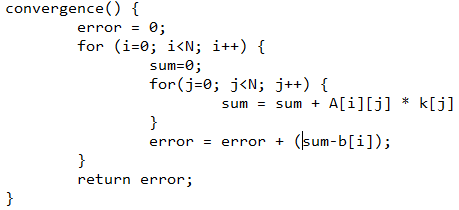 convergence() {
error = 0;
for (i=0; i<N; i++) {
sum=0;
for(j=0; j<N; j++) {
sum = sum + A[i][j] * k[j]
}
error = error + (sum-b[i]);
}
return error;
}